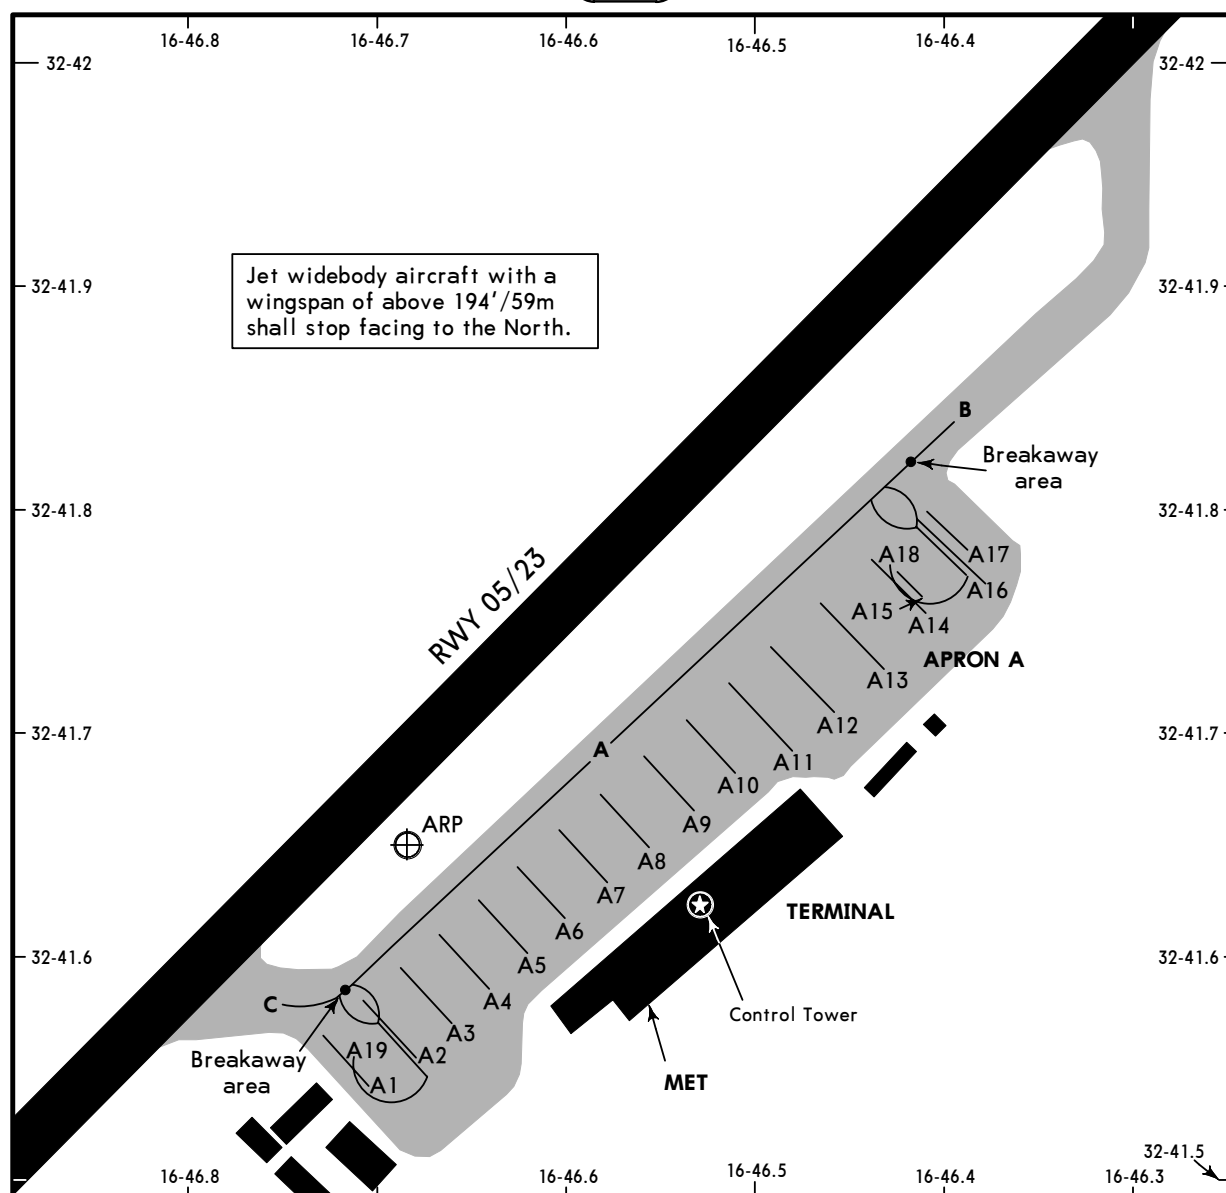 16-46.8 16-46.7 16-46.6 16-46.5 16-46.4
32-42 32-42
Jet widebody aircraft with a
wingspan of above 194'/59m
shall stop facing to the North.
32-41.9 32-41.9
B
Breakaway
area
32-41.8 32-41.8
RWY 05/23
A18 A17
A16
A15 A14
APRON A
A13
A12
32-41.7 32-41.7
A
A11
A10
A9
ARP
A8
A7
TERMINAL
A6
32-41.6 32-41.6
A5
A4
C
Control Tower
A3
A19 A2
Breakaway
area
A1
MET
32-41.5
16-46.8 16-46.6 16-46.5 16-46.4 16-46.3